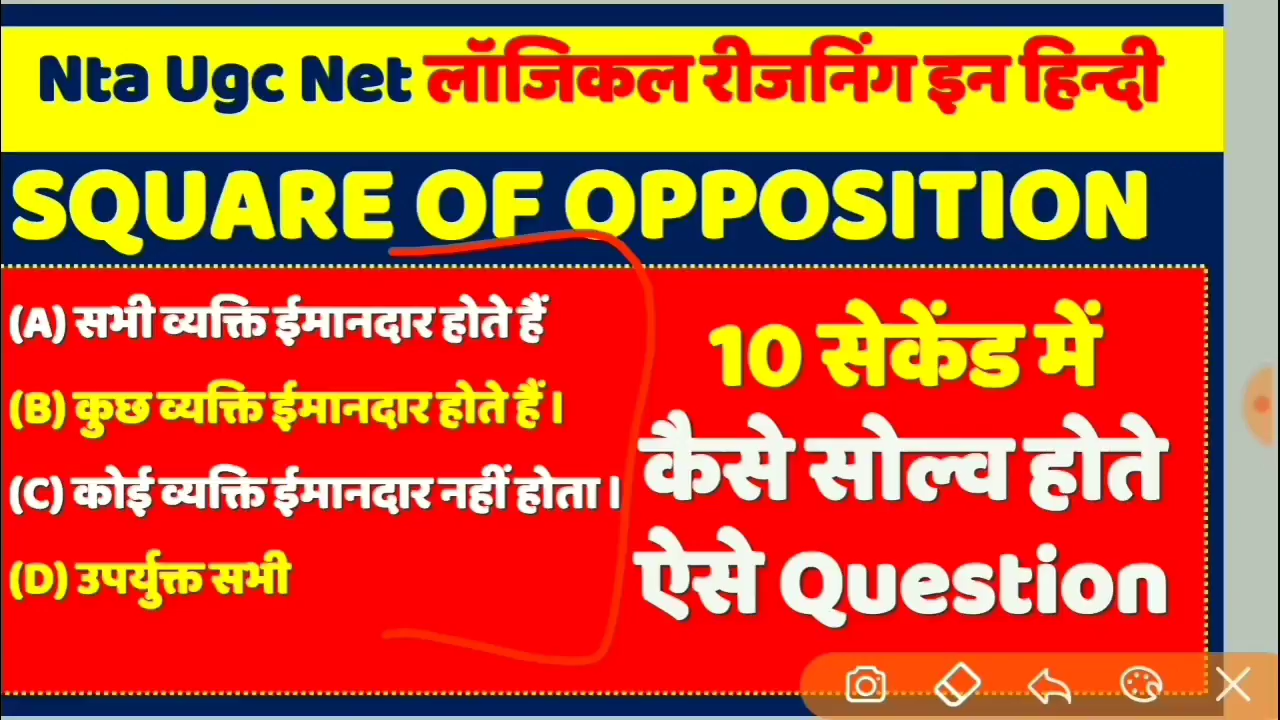 Nta Ugc Net लॉजिकल रीजनिंग इन हिन्दी
SQUARE OF OPPOSITION
(A) सभी व्यक्ति ईमानदार होते हैं
(B) कुछ व्यक्ति ईमानदार होते हैं।
(C) कोई व्यक्ति ईमानदार नहीं होता।
(D) उपर्युक्त सभी
10 सेकेंड में
कैसे सोल्व होते
ऐसे Question